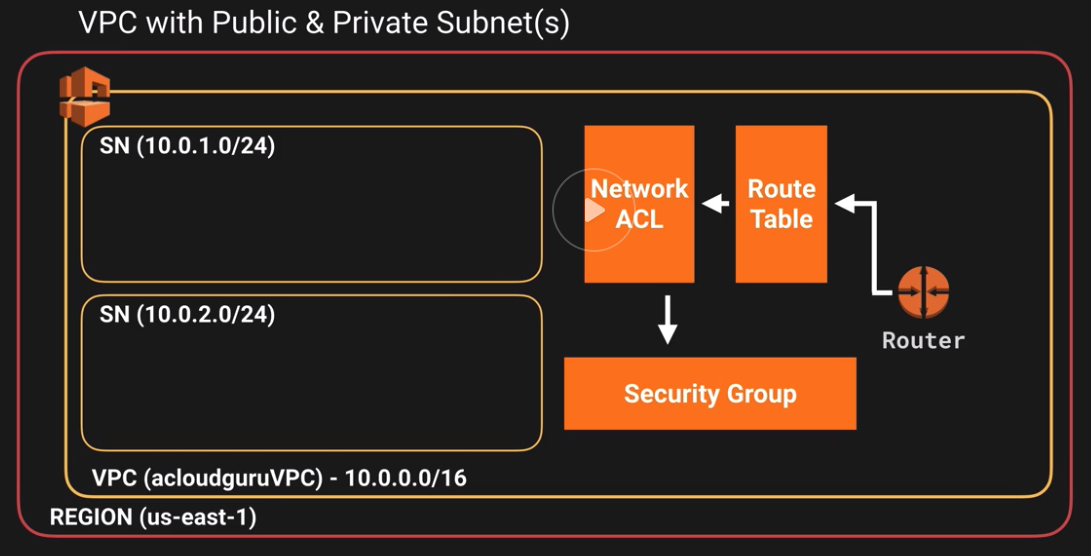 VPC with Public & Private Subnet(s)
SN (10.0.1.0/24)
Network
ACL
Route
Table
Router
SN (10.0.2.0/24)
Security Group
VPC (acloudguruVPC) - 10.0.0.0/16
REGION (us-east-1)